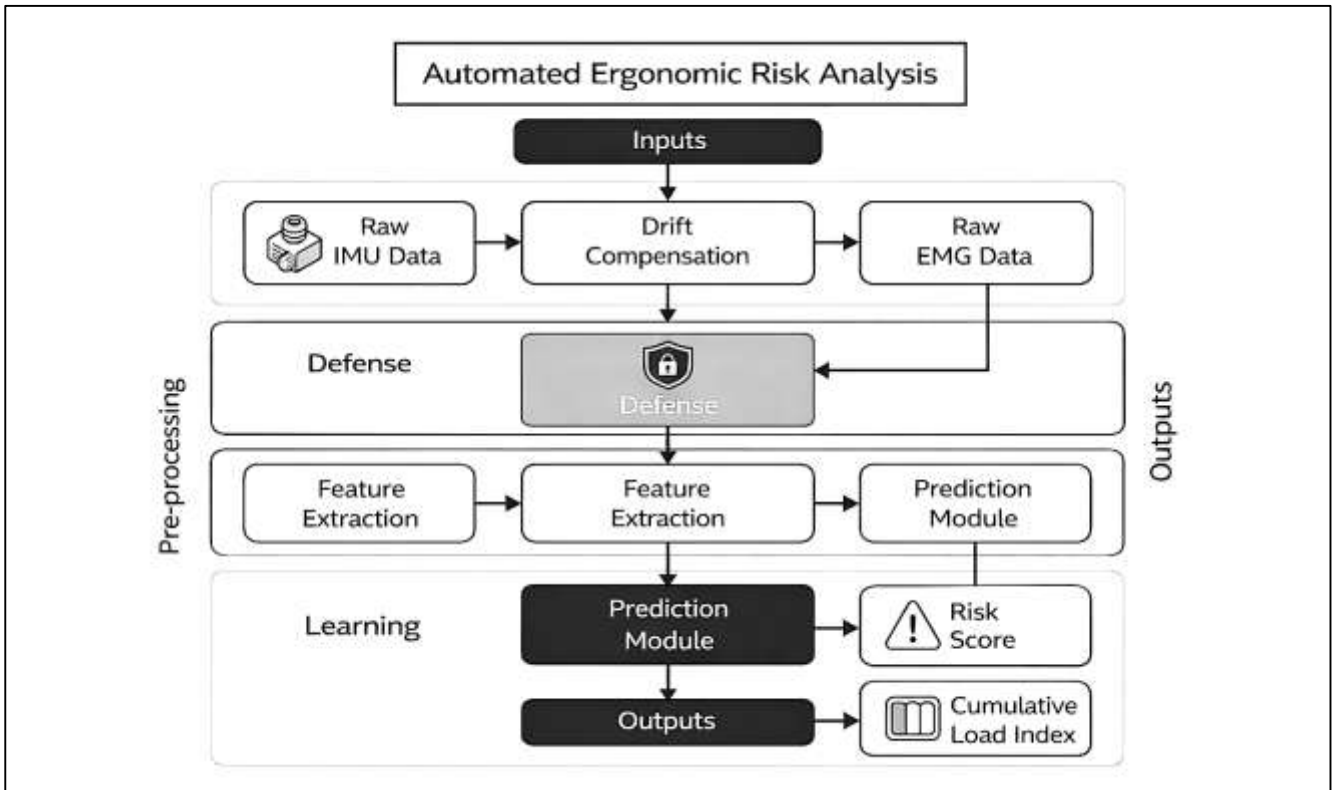 Automated Ergonomic Risk Analysis
Inputs
Raw
IMU Data
Drift
Compensation
Raw
EMG Data
Defense
Defense
Pre-processing
Outputs
Feature
Extraction
Feature
Extraction
Prediction
Module
Learning
Prediction
Module
Risk
Score
Outputs
Cumulative
Load Index